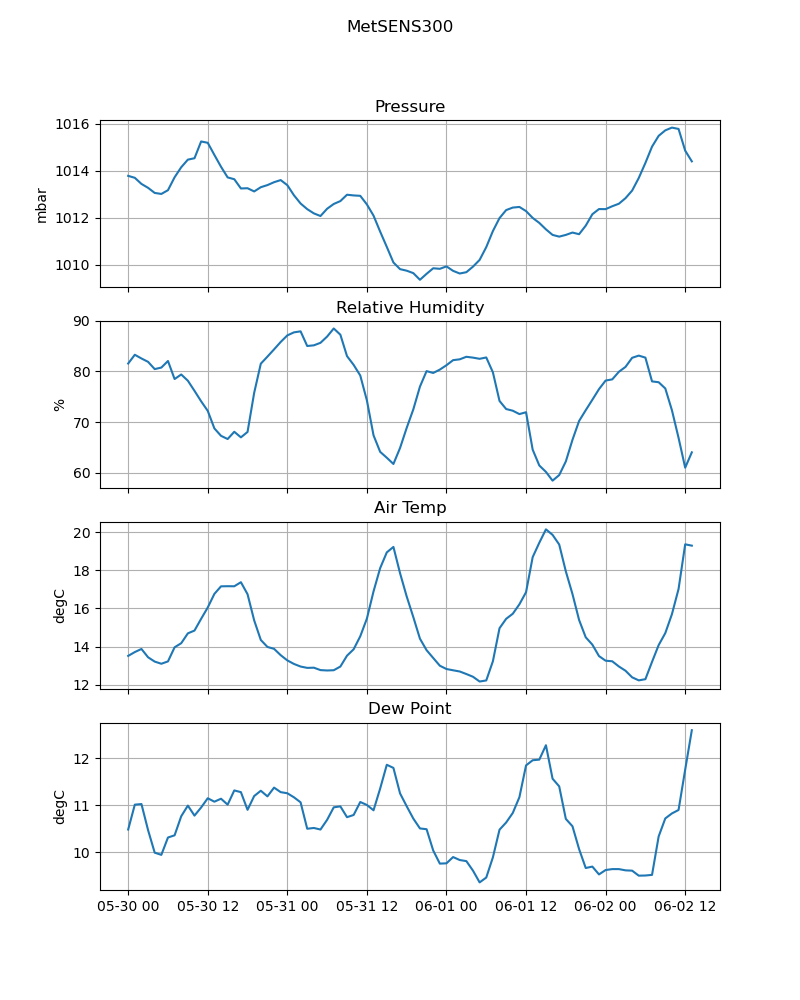 MetSENS300
Pressure
1016
1014
1012
1010
mbar
Relative Humidity
90
80
70
60
%
Air Temp
20
18
16
14
12
degC
Dew Point
12
11
10
degC
05-30 00 05-30 12 05-31 00 05-31 12 06-01 00 06-01 12 06-02 00 06-02 12